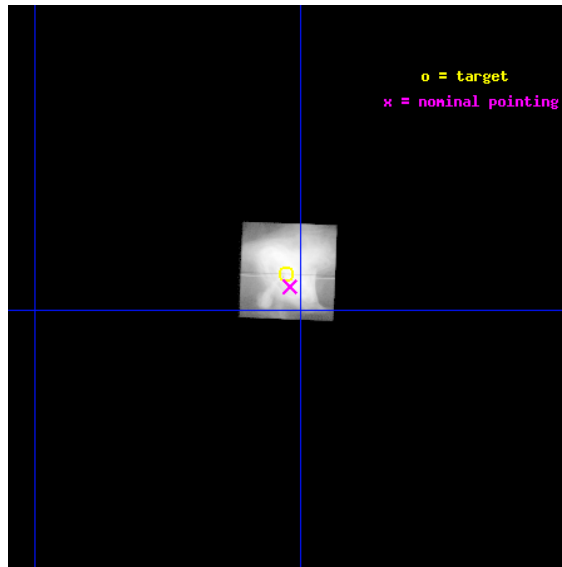 o = target
x = nominal pointing